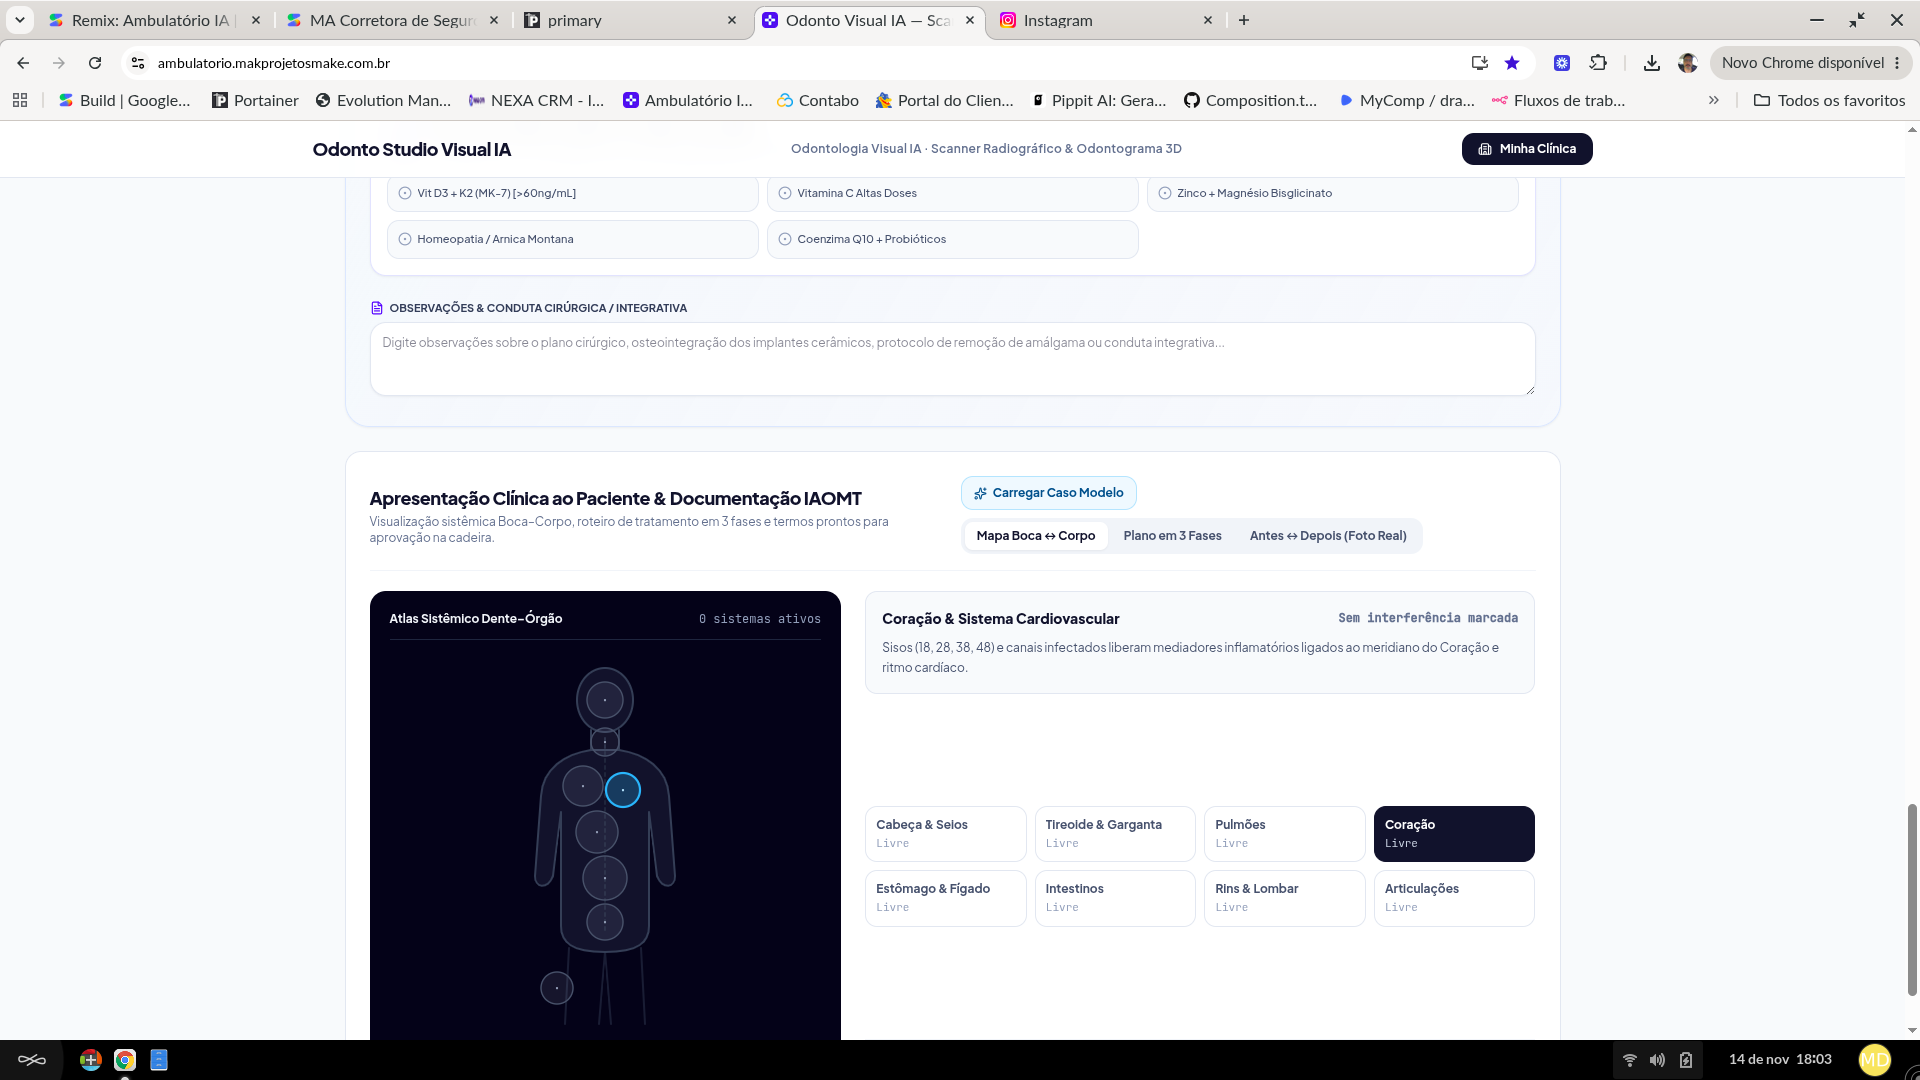 Remix: Ambulatório IA
MA Corretora de Segur
primary
Odonto Visual IA — Sca
Instagram
ambulatorio.makprojetosmake.com.br
Novo Chrome disponível
Build | Google...
Portainer
Evolution Man...
NEXA CRM - I...
Ambulatório I...
Contabo
Portal do Clien...
Pippit AI: Gera...
Composition.t...
MyComp / dra...
Fluxos de trab...
Todos os favoritos
Odonto Studio Visual IA
Odontologia Visual IA · Scanner Radiográfico & Odontograma 3D
Minha Clínica
Vit D3 + K2 (MK-7) [>60ng/mL]
Vitamina C Altas Doses
Zinco + Magnésio Bisglicinato
Homeopatia / Arnica Montana
Coenzima Q10 + Probióticos
OBSERVAÇÕES & CONDUTA CIRÚRGICA / INTEGRATIVA
Digite observações sobre o plano cirúrgico, osteointegração dos implantes cerâmicos, protocolo de remoção de amálgama ou conduta integrativa...
Apresentação Clínica ao Paciente & Documentação IAOMT
Visualização sistêmica Boca–Corpo, roteiro de tratamento em 3 fases e termos prontos para
aprovação na cadeira.
Carregar Caso Modelo
Mapa Boca ↔ Corpo
Plano em 3 Fases
Antes ↔ Depois (Foto Real)
Atlas Sistêmico Dente–Órgão
0 sistemas ativos
Coração & Sistema Cardiovascular
Sem interferência marcada
Sisos (18, 28, 38, 48) e canais infectados liberam mediadores inflamatórios ligados ao meridiano do Coração e
ritmo cardíaco.
Cabeça & Seios
Livre
Tireoide & Garganta
Livre
Pulmões
Livre
Coração
Livre
Estômago & Fígado
Livre
Intestinos
Livre
Rins & Lombar
Livre
Articulações
Livre
14 de nov 18:03
MD